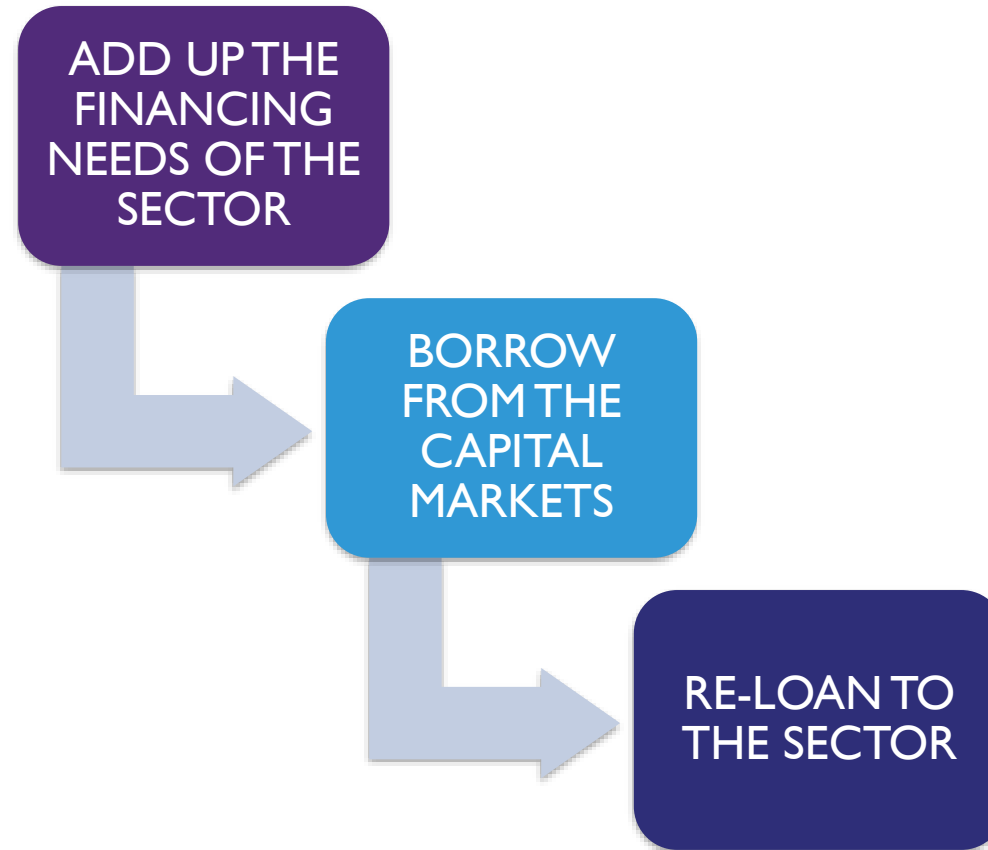 ADD UP THE
FINANCING
NEEDS OF THE
SECTOR
BORROW
FROM THE
CAPITAL
MARKETS
RE-LOAN TO
THE SECTOR